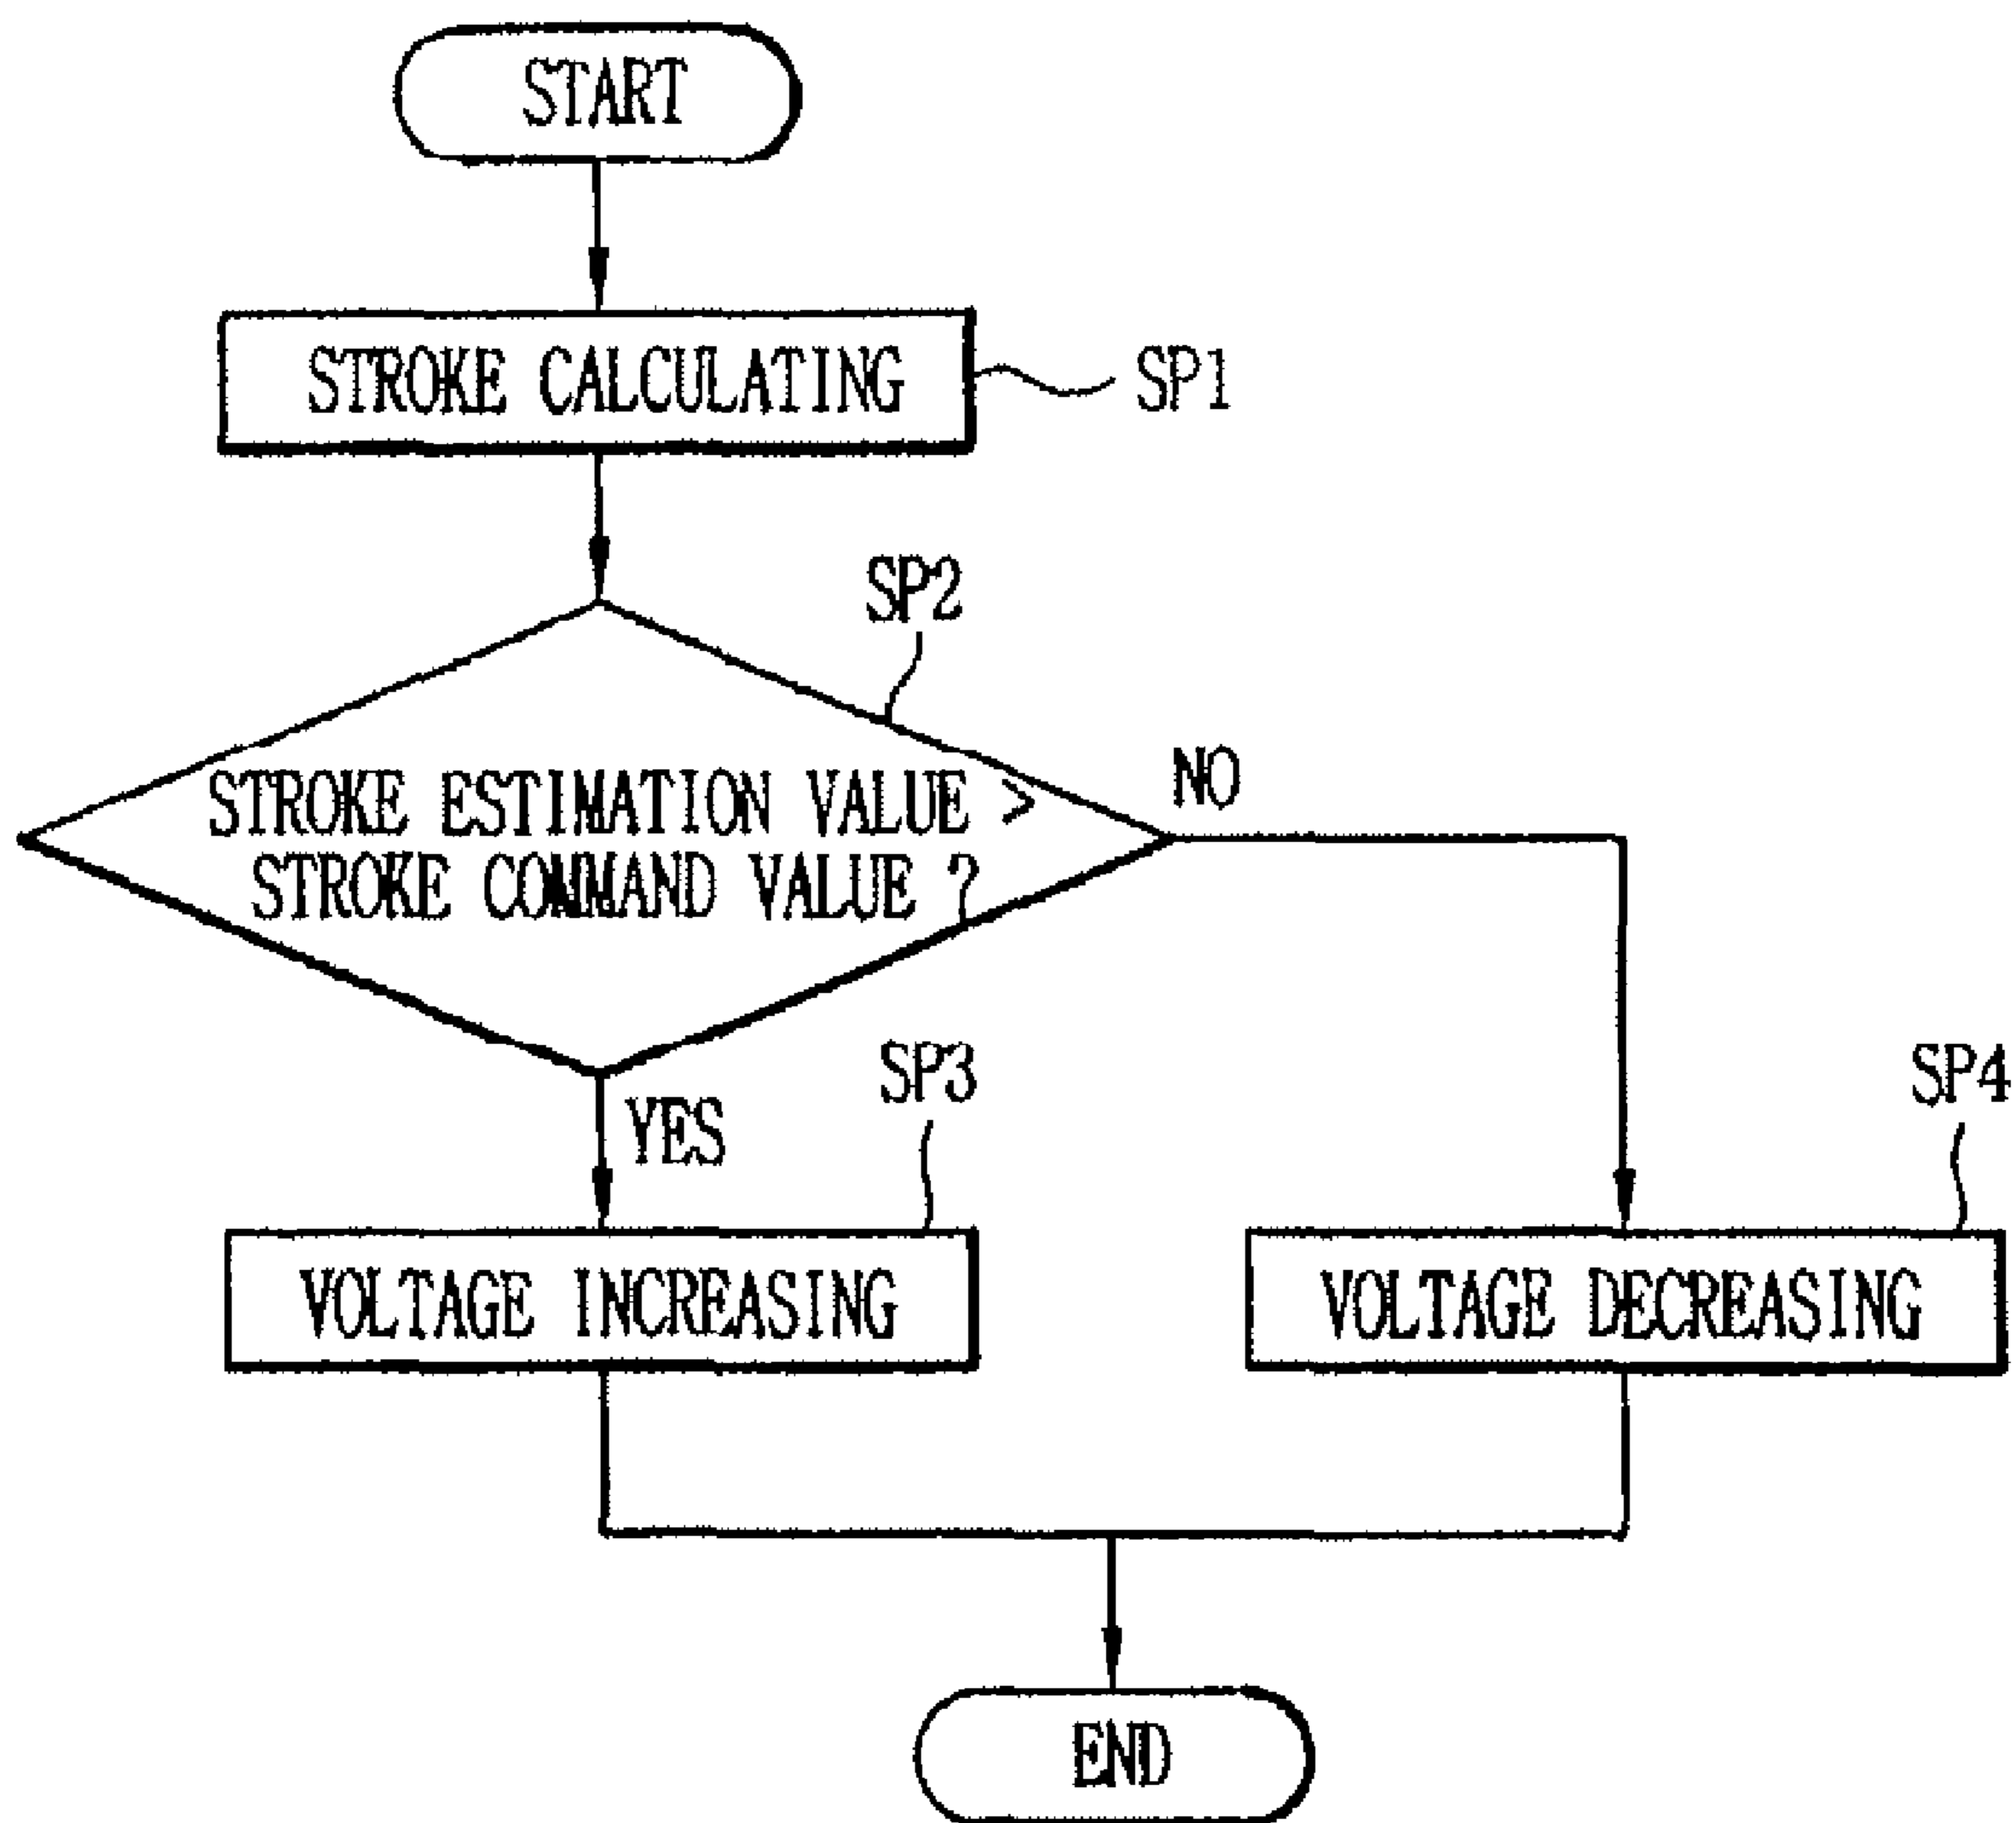 START
STROKE CALCULATING
SP1
SP2
STROKE ESTIMATION VALUE >
STROKE COMMAND VALUE ?
NO
YES
SP3
SP4
VOLTAGE INCREASING
VOLTAGE DECREASING
END